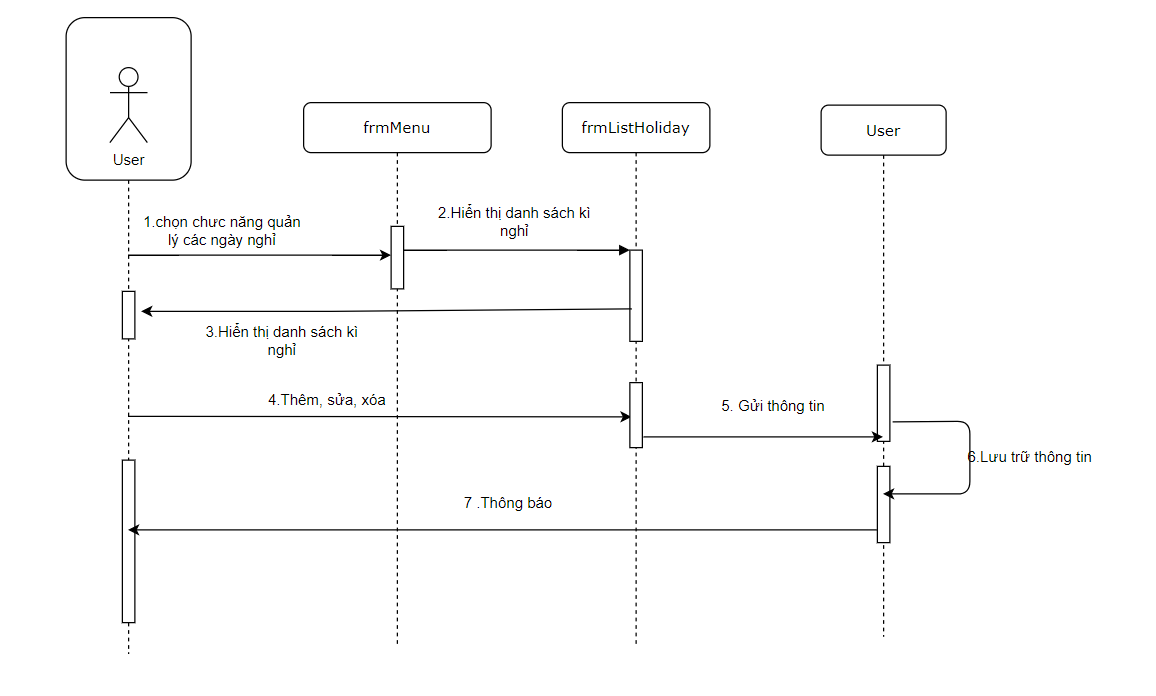 User
frmMenu
frmListHoliday
User
1.chọn chưc năng quản
lý các ngày nghỉ
2.Hiển thị danh sách kì
nghỉ
3.Hiển thị danh sách kì
nghỉ
4.Thêm, sửa, xóa
5. Gửi thông tin
6.Lưu trữ thông tin
7 .Thông báo